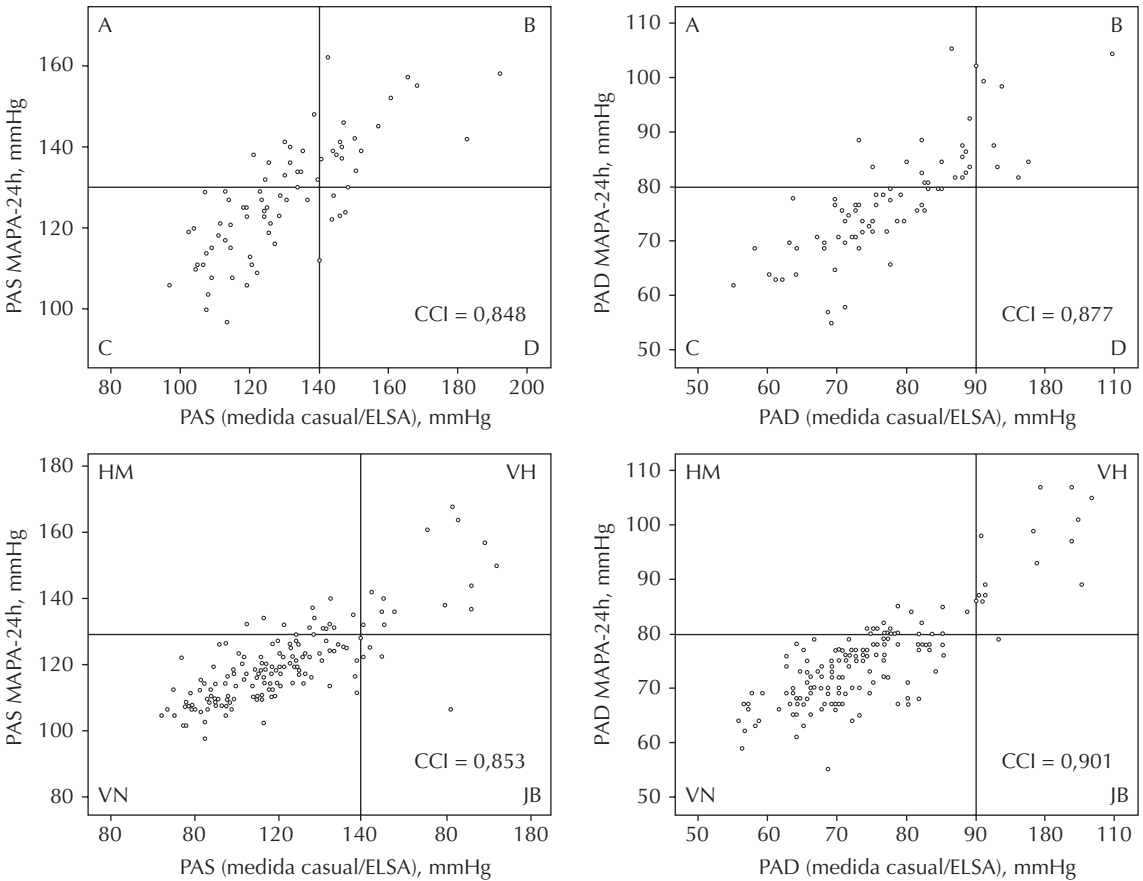 A
B
160
140
120
100
PAS MAPA-24h, mmHg
CCI = 0,848
C
D
80 100 120 140 160 180 200
PAS (medida casual/ELSA), mmHg
A
B
110
100
90
80
70
60
50
PAD MAPA-24h, mmHg
CCI = 0,877
C
D
50 60 70 80 90 180 110
PAD (medida casual/ELSA), mmHg
HM
VH
180
160
140
120
100
80
PAS MAPA-24h, mmHg
CCI = 0,853
VN
JB
80 80 120 140 80 180
PAS (medida casual/ELSA), mmHg
HM
VH
110
100
90
80
70
60
50
PAD MAPA-24h, mmHg
CCI = 0,901
VN
JB
50 60 70 80 90 180 110
PAD (medida casual/ELSA), mmHg